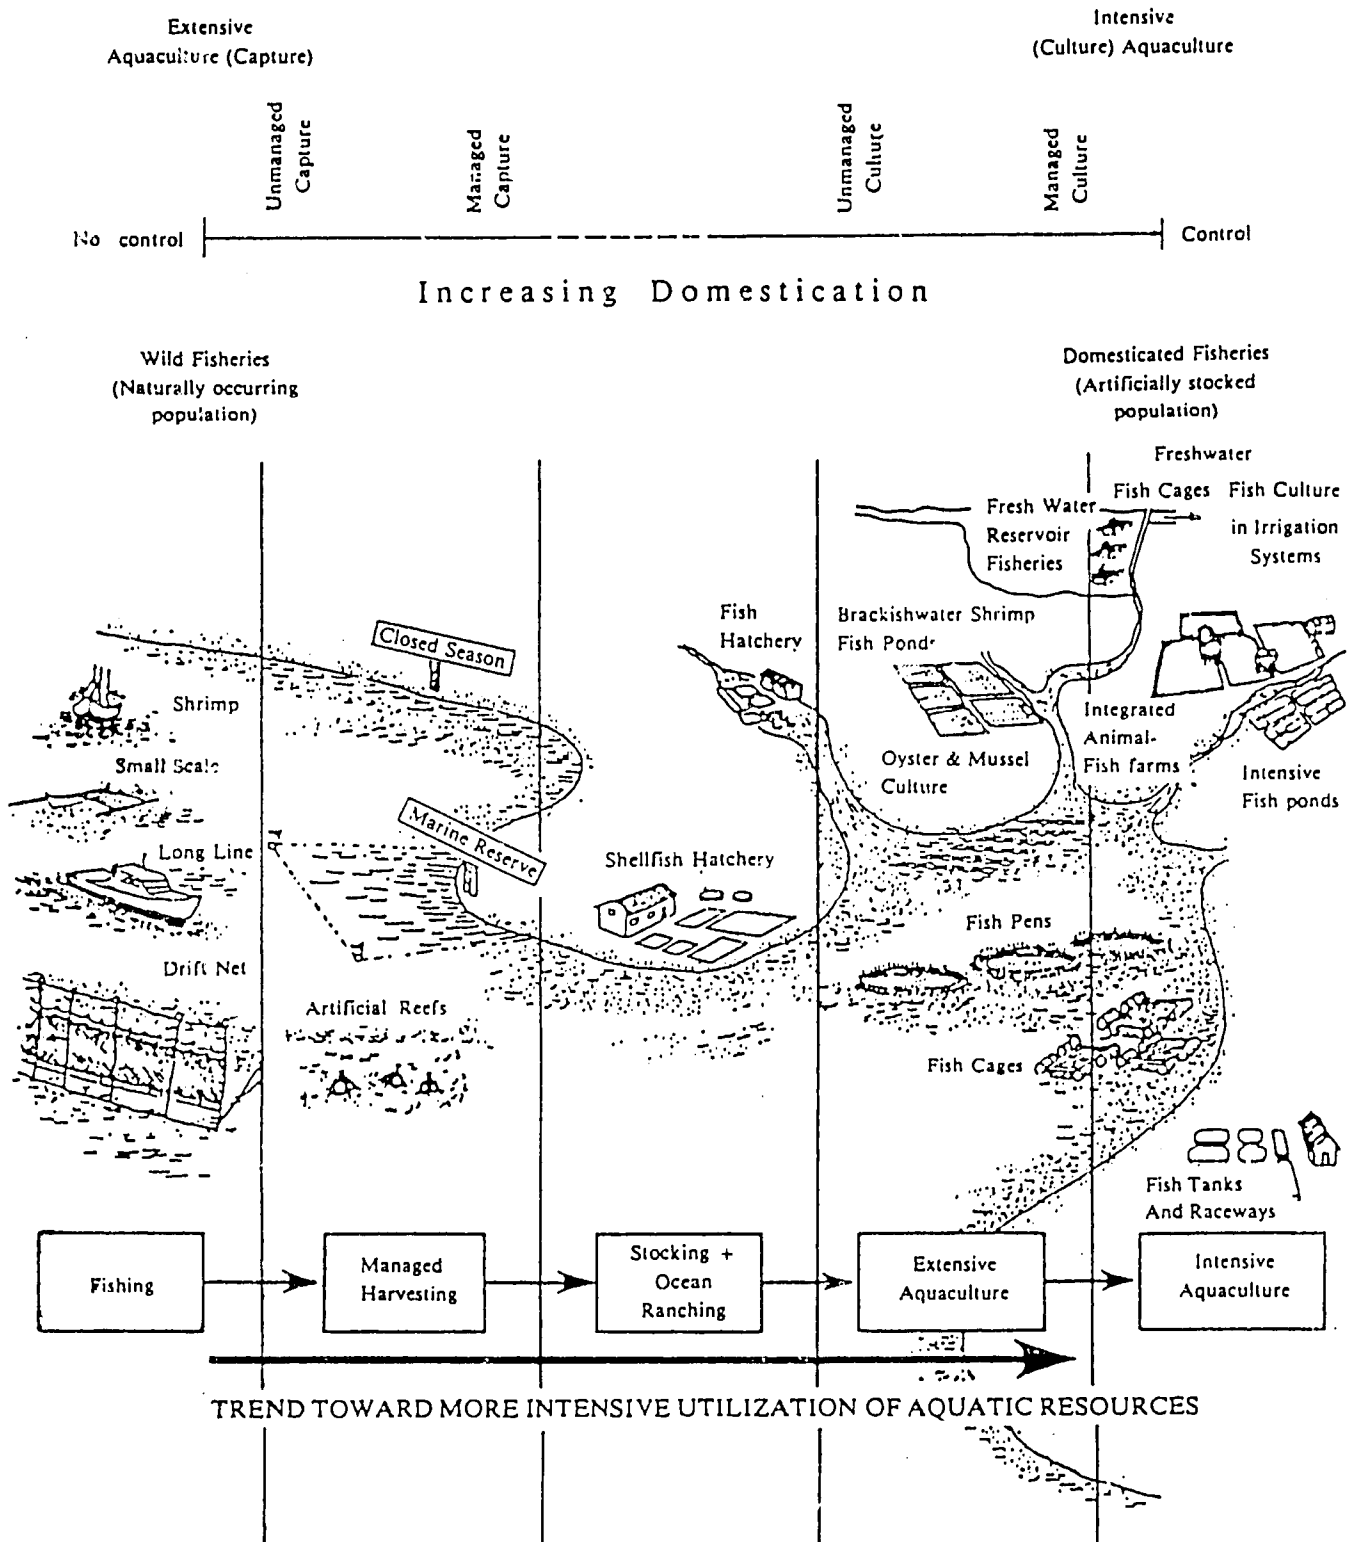 Extensive
Aquaculture (Capture)
Intensive
(Culture) Aquaculture
Unmanaged
Capture
Managed
Capture
Unmanaged
Culture
Managed
Culture
No control
Control
Increasing Domestication
Wild Fisheries
(Naturally occurring
population)
Domesticated Fisheries
(Artificially stocked
population)
Freshwater
Fish Cages
Fish Culture
in Irrigation
Systems
Fresh Water
Reservoir
Fisheries
Closed Season
Fish
Hatchery
Brackishwater Shrimp
Fish Ponds
Shrimp
Integrated
Animal-
Fish farms
Small Scale
Oyster & Mussel
Culture
Intensive
Fish ponds
Marine Reserve
Long Line
Shellfish Hatchery
Fish Pens
Drift Net
Artificial Reefs
Fish Cages
Fish Tanks
And Raceways
Fishing
Managed
Harvesting
Stocking +
Ocean
Ranching
Extensive
Aquaculture
Intensive
Aquaculture
TREND TOWARD MORE INTENSIVE UTILIZATION OF AQUATIC RESOURCES